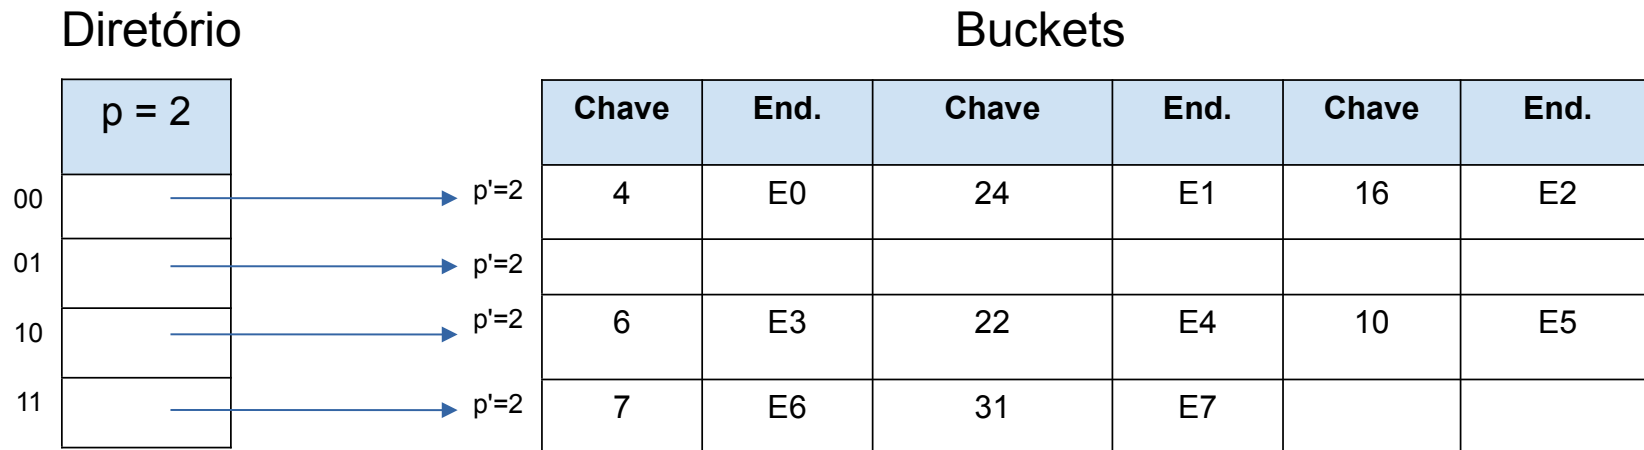 Diretório Buckets
p = 2 Chave End. Chave End. Chave End.
00 p'=2 4 E0 24 E1 16 E2
01 p'=2
10 p'=2 6 E3 22 E4 10 E5
11 p'=2 7 E6 31 E7